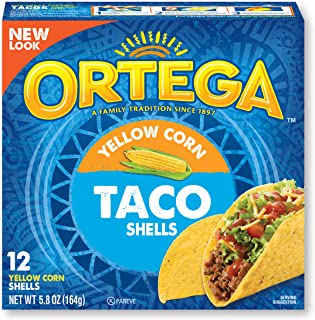 NEW
LOOK
TACOS
ORTEGA
A FAMILY TRADITION SINCE 1897
TM
YELLOW CORN
TACO
SHELLS
12
YELLOW CORN
SHELLS
NET WT 5.8 OZ (164g)
K PAREVE
SERVING
SUGGESTION